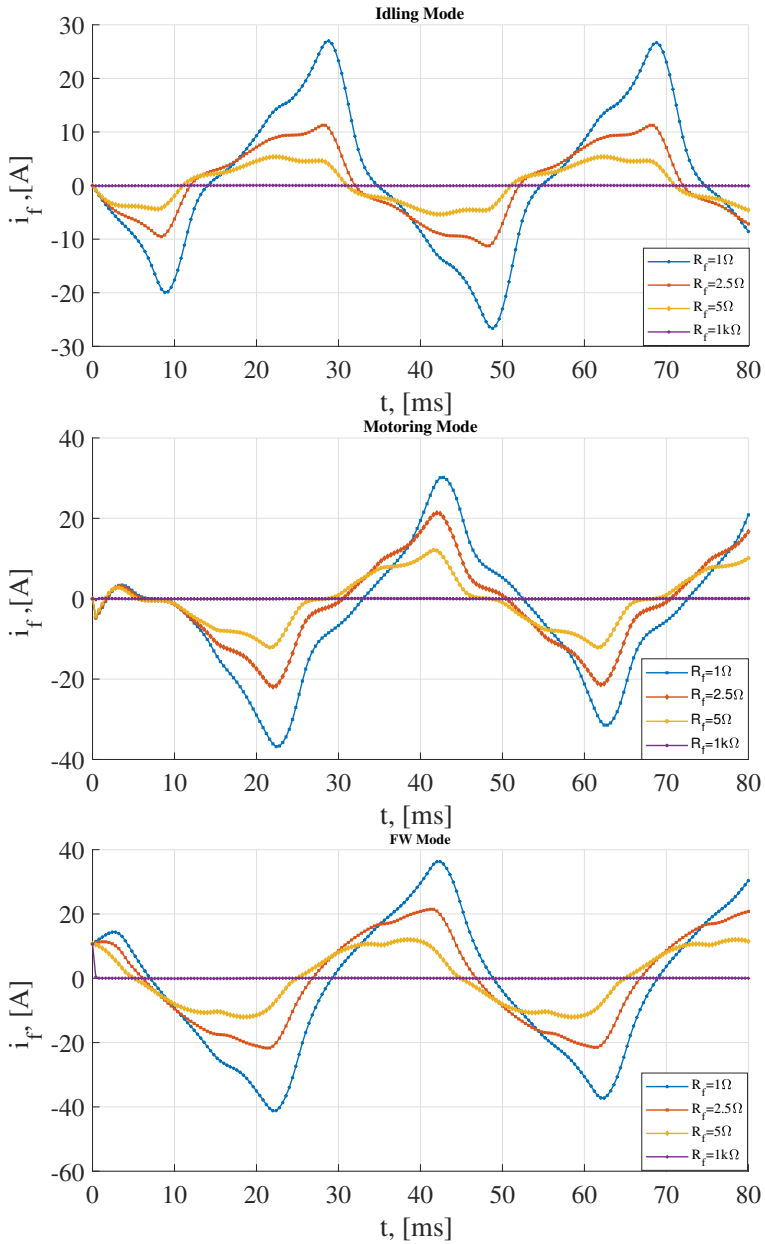 Idling Mode
30
20
10
0
-10
-20
-30
i_f ,[A]
R_f=1Ω
R_f=2.5Ω
R_f=5Ω
R_f=1kΩ
0 10 20 30 40 50 60 70 80
t, [ms]
Motoring Mode
40
20
0
-20
-40
i_f ,[A]
R_f=1Ω
R_f=2.5Ω
R_f=5Ω
R_f=1kΩ
0 10 20 30 40 50 60 70 80
t, [ms]
FW Mode
40
20
0
-20
-40
-60
i_f, [A]
R_f=1Ω
R_f=2.5Ω
R_f=5Ω
R_f=1kΩ
0 10 20 30 40 50 60 70 80
t, [ms]